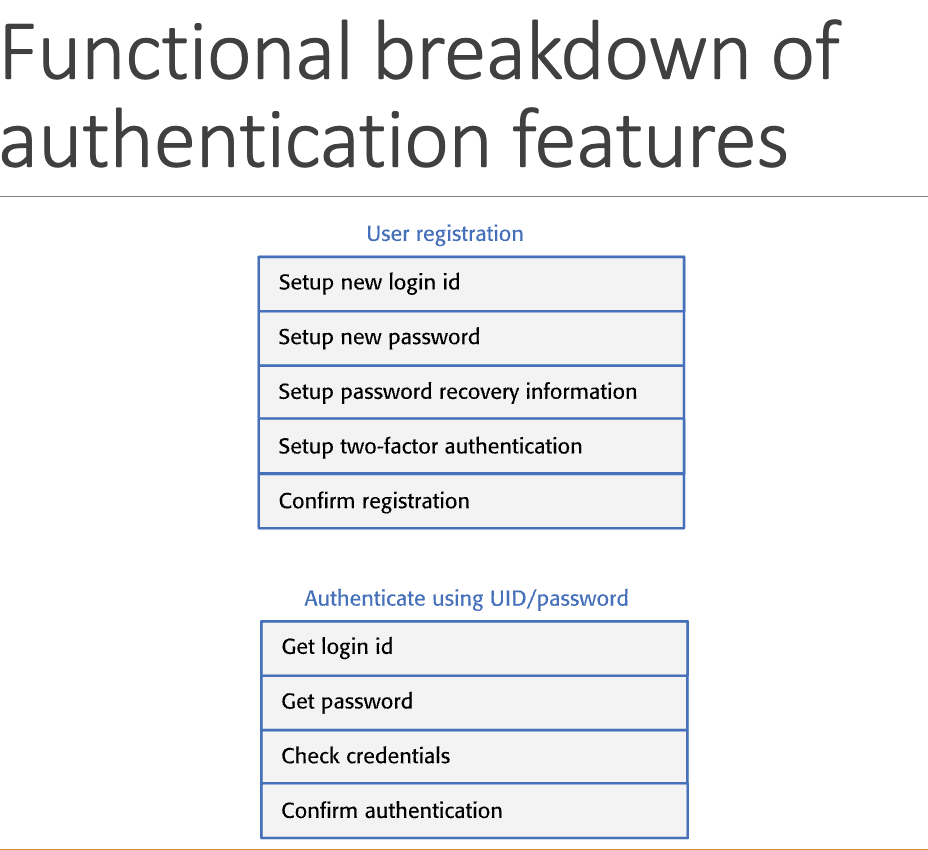 Functional breakdown of
authentication features
User registration
Setup new login id
Setup new password
Setup password recovery information
Setup two-factor authentication
Confirm registration
Authenticate using UID/password
Get login id
Get password
Check credentials
Confirm authentication